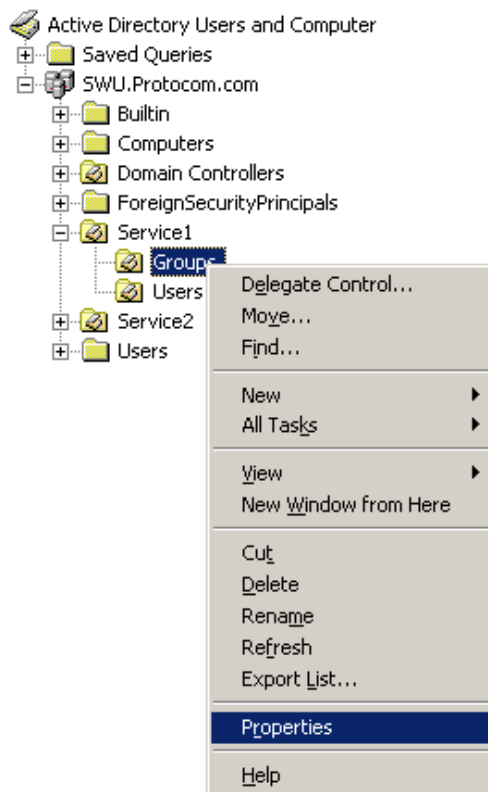 Active Directory Users and Computer
Saved Queries
SWU.Protocom.com
Builtin
Computers
Domain Controllers
ForeignSecurityPrincipals
Service1
Groups
Users
Service2
Users
Delegate Control...
Move...
Find...
New
All Tasks
View
New Window from Here
Cut
Delete
Rename
Refresh
Export List...
Properties
Help